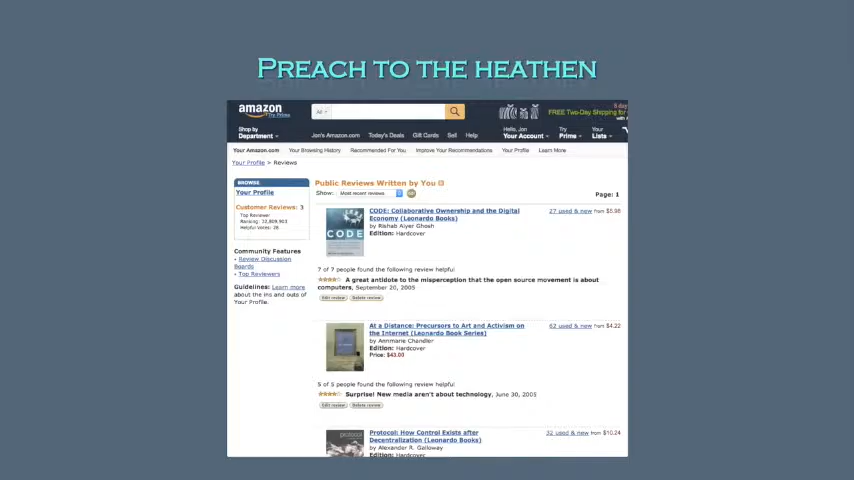 PREACH TO THE HEATHEN
amazon
Try Prime
All
5 day
FREE Two-Day Shipping for
Shop by
Department
Jon's Amazon.com Today's Deals Gift Cards Sell Help
Hello, Jon
Your Account
Try
Prime
Your
Lists
Your Amazon.com Your Browsing History Recommended For You Improve Your Recommendations Your Profile Learn More
Your Profile > Reviews
BROWSE
Your Profile
Customer Reviews: 3
Top Reviewer
Helpful Votes: 28
Community Features
• Review Discussion
Boards
• Top Reviewers
Guidelines: Learn more
about the ins and outs of
Your Profile.
Public Reviews Written by You (3)
Show: Most recent reviews GO!
Page: 1
CODE
CODE: Collaborative Ownership and the Digital
Economy (Leonardo Books)
by Rishab Aiyer Ghosh
Edition: Hardcover
27 used & new from $5.98
7 of 7 people found the following review helpful
A great antidote to the misperception that the open source movement is about
computers, September 20, 2005
Edit review Delete review
At a Distance: Precursors to Art and Activism on
the Internet (Leonardo Book Series)
by Annmarie Chandler
Edition: Hardcover
Price: $43.00
62 used & new from $4.22
5 of 5 people found the following review helpful
Surprise! New media aren't about technology, June 30, 2005
Edit review Delete review
protocol
Protocol: How Control Exists after
Decentralization (Leonardo Books)
by Alexander R. Galloway
Edition: Hardcover
32 used & new from $10.24